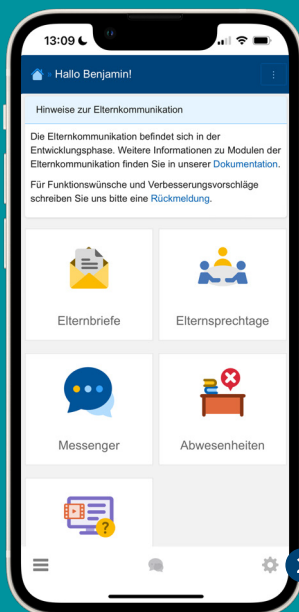 13:09
» Hallo Benjamin!
Hinweise zur Elternkommunikation
Die Elternkommunikation befindet sich in der
Entwicklungsphase. Weitere Informationen zu Modulen der
Elternkommunikation finden Sie in unserer Dokumentation.
Für Funktionswünsche und Verbesserungsvorschläge
schreiben Sie uns bitte eine Rückmeldung.
Elternbriefe
Elternsprechtage
Messenger
Abwesenheiten
?